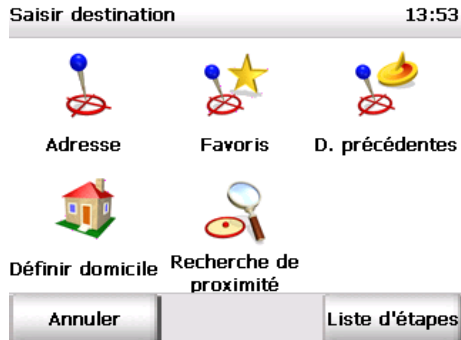 Saisir destination 13:53
Adresse Favoris D. précédentes
Définir domicile Recherche de
proximité
Annuler Liste d'étapes